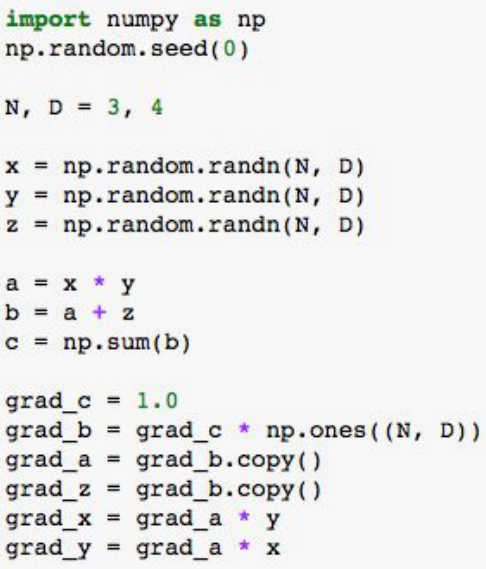 import numpy as np
np.random.seed(0)
N, D = 3, 4
x = np.random.randn(N, D)
y = np.random.randn(N, D)
z = np.random.randn(N, D)
a = x * y
b = a + z
c = np.sum(b)
grad_c = 1.0
grad_b = grad_c * np.ones((N, D))
grad_a = grad_b.copy()
grad_z = grad_b.copy()
grad_x = grad_a * y
grad_y = grad_a * x